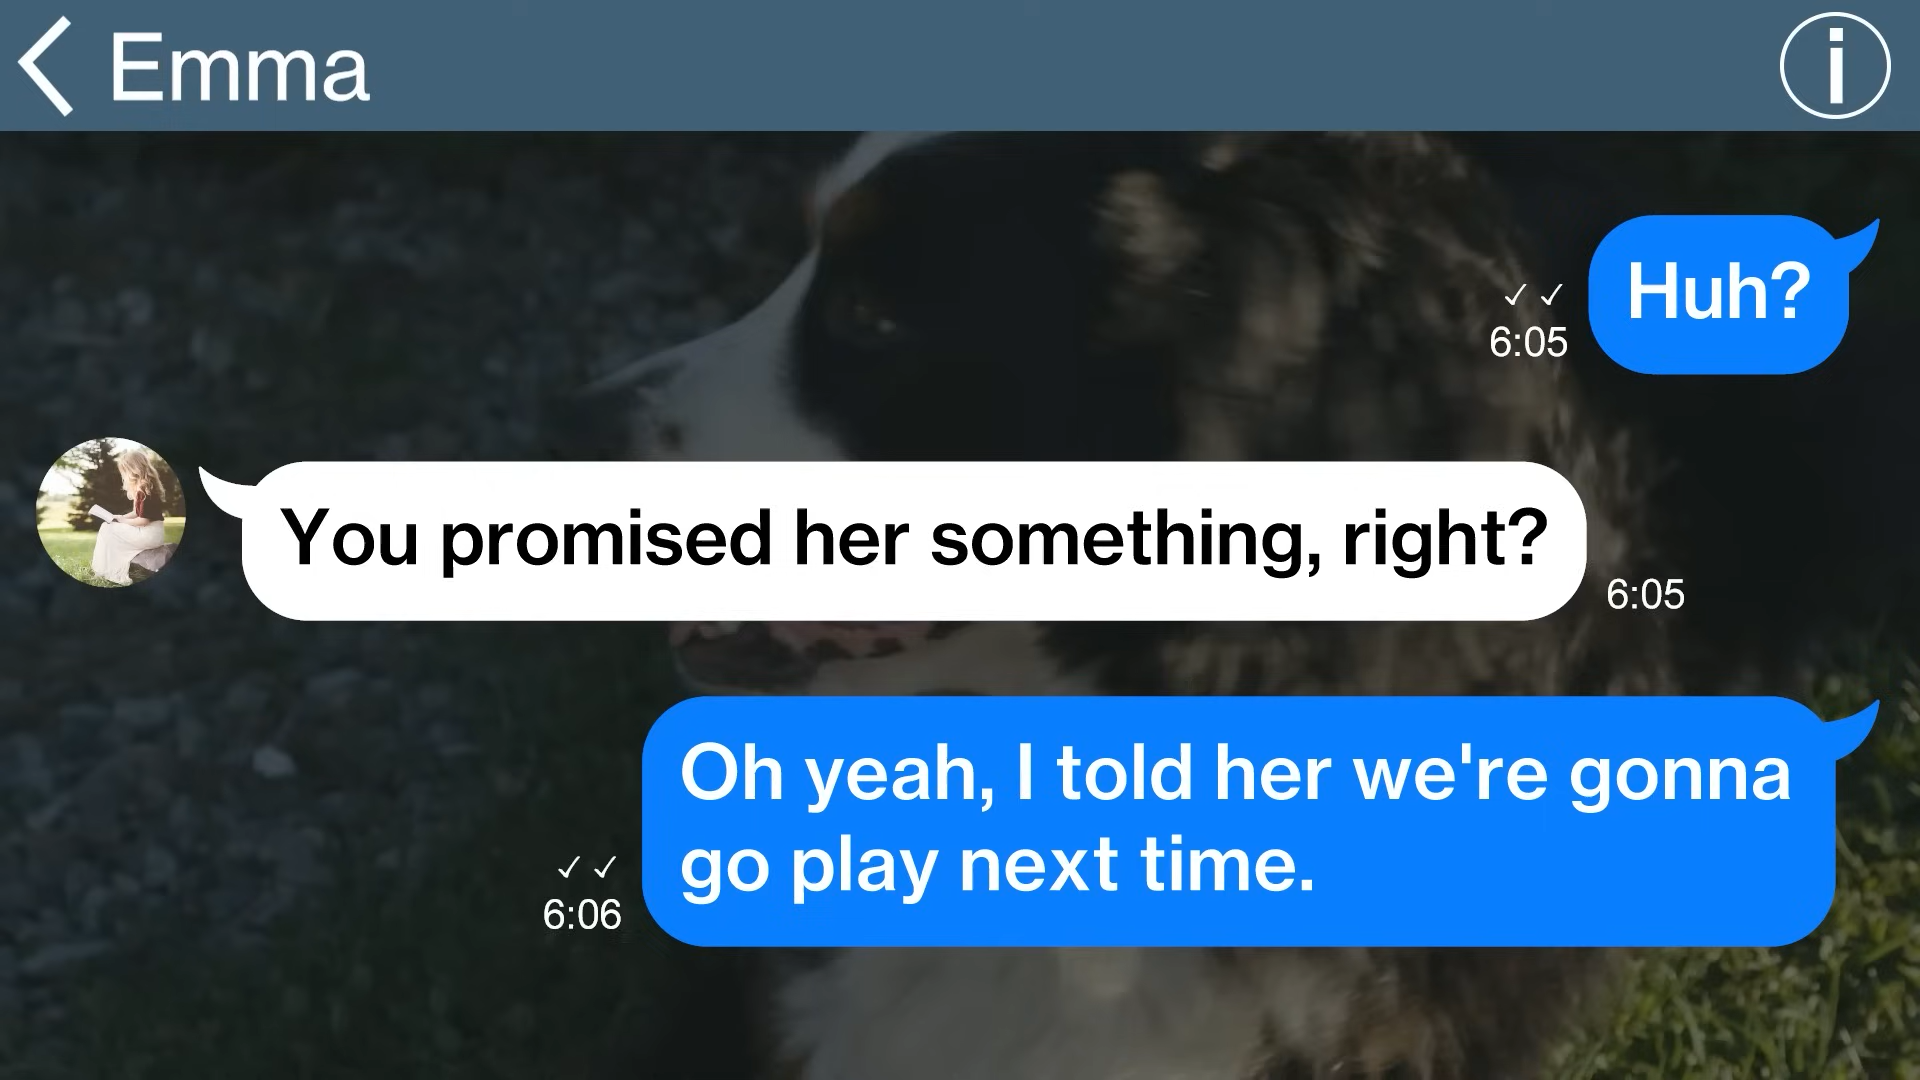 Emma
Huh?
✓ ✓
6:05
You promised her something, right?
6:05
Oh yeah, I told her we're gonna
go play next time.
✓ ✓
6:06